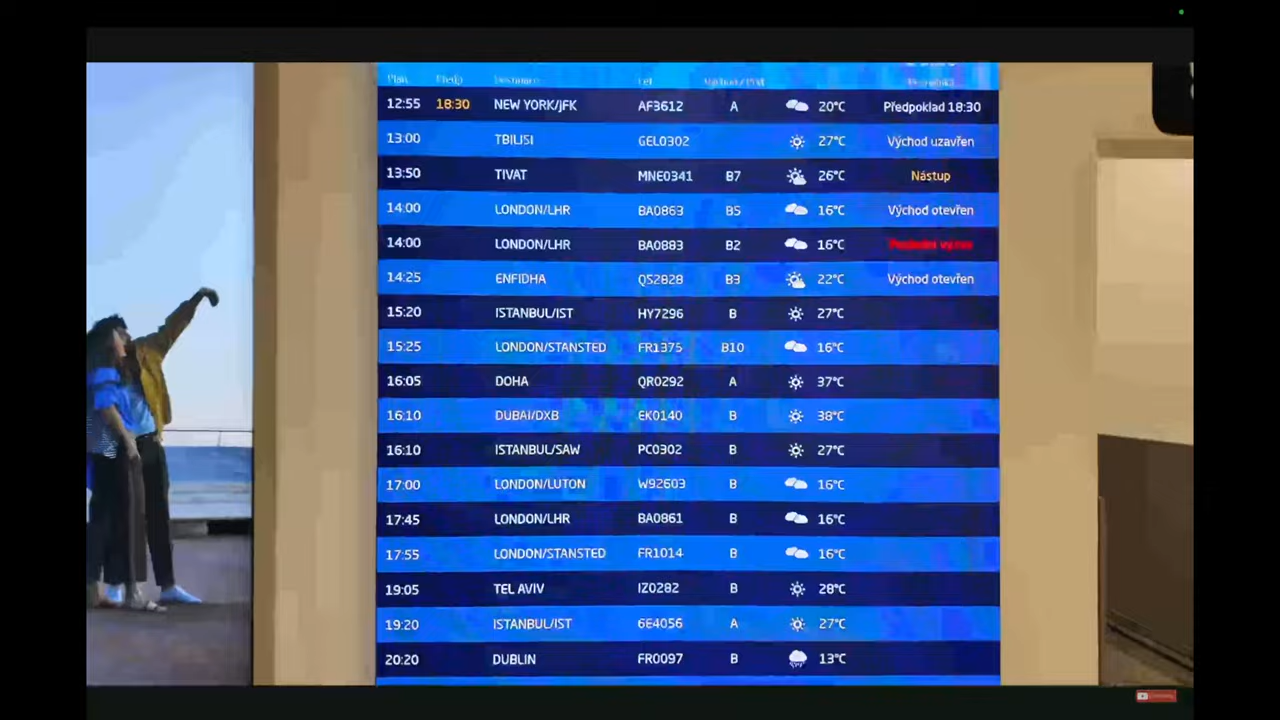 Plán Destinace Let
12:55 18:30 NEW YORK/JFK AF3612 A 20°C Předpoklad 18:30
13:00 TBILISI GEL0302 27°C Východ uzavřen
13:50 TIVAT MNE0341 B7 26°C Nástup
14:00 LONDON/LHR BA0863 B5 16°C Východ otevřen
14:00 LONDON/LHR BA0883 B2 16°C
14:25 ENFIDHA QS2828 B3 22°C Východ otevřen
15:20 ISTANBUL/IST HY7296 B 27°C
15:25 LONDON/STANSTED FR1375 B10 16°C
16:05 DOHA QR0292 A 37°C
16:10 DUBAI/DXB EK0140 B 38°C
16:10 ISTANBUL/SAW PC0302 B 27°C
17:00 LONDON/LUTON W92603 B 16°C
17:45 LONDON/LHR BA0861 B 16°C
17:55 LONDON/STANSTED FR1014 B 16°C
19:05 TEL AVIV IZ0282 B 28°C
19:20 ISTANBUL/IST 6E4056 A 27°C
20:20 DUBLIN FR0097 B 13°C